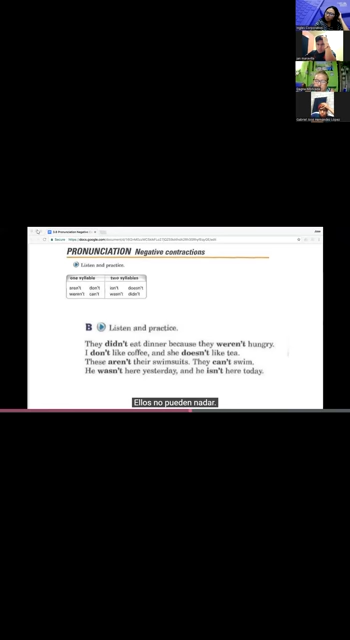 PRONUNCIATION Negative contractions
Listen and practice.
One syllable two syllables
aren't don't isn't doesn't
weren't can't wasn't didn't
B Listen and practice.
They didn't eat dinner because they weren't hungry.
I don't like coffee, and she doesn't like tea.
These aren't their swimsuits. They can't swim.
He wasn't here yesterday, and he isn't here today.
Ellos no pueden nadar.